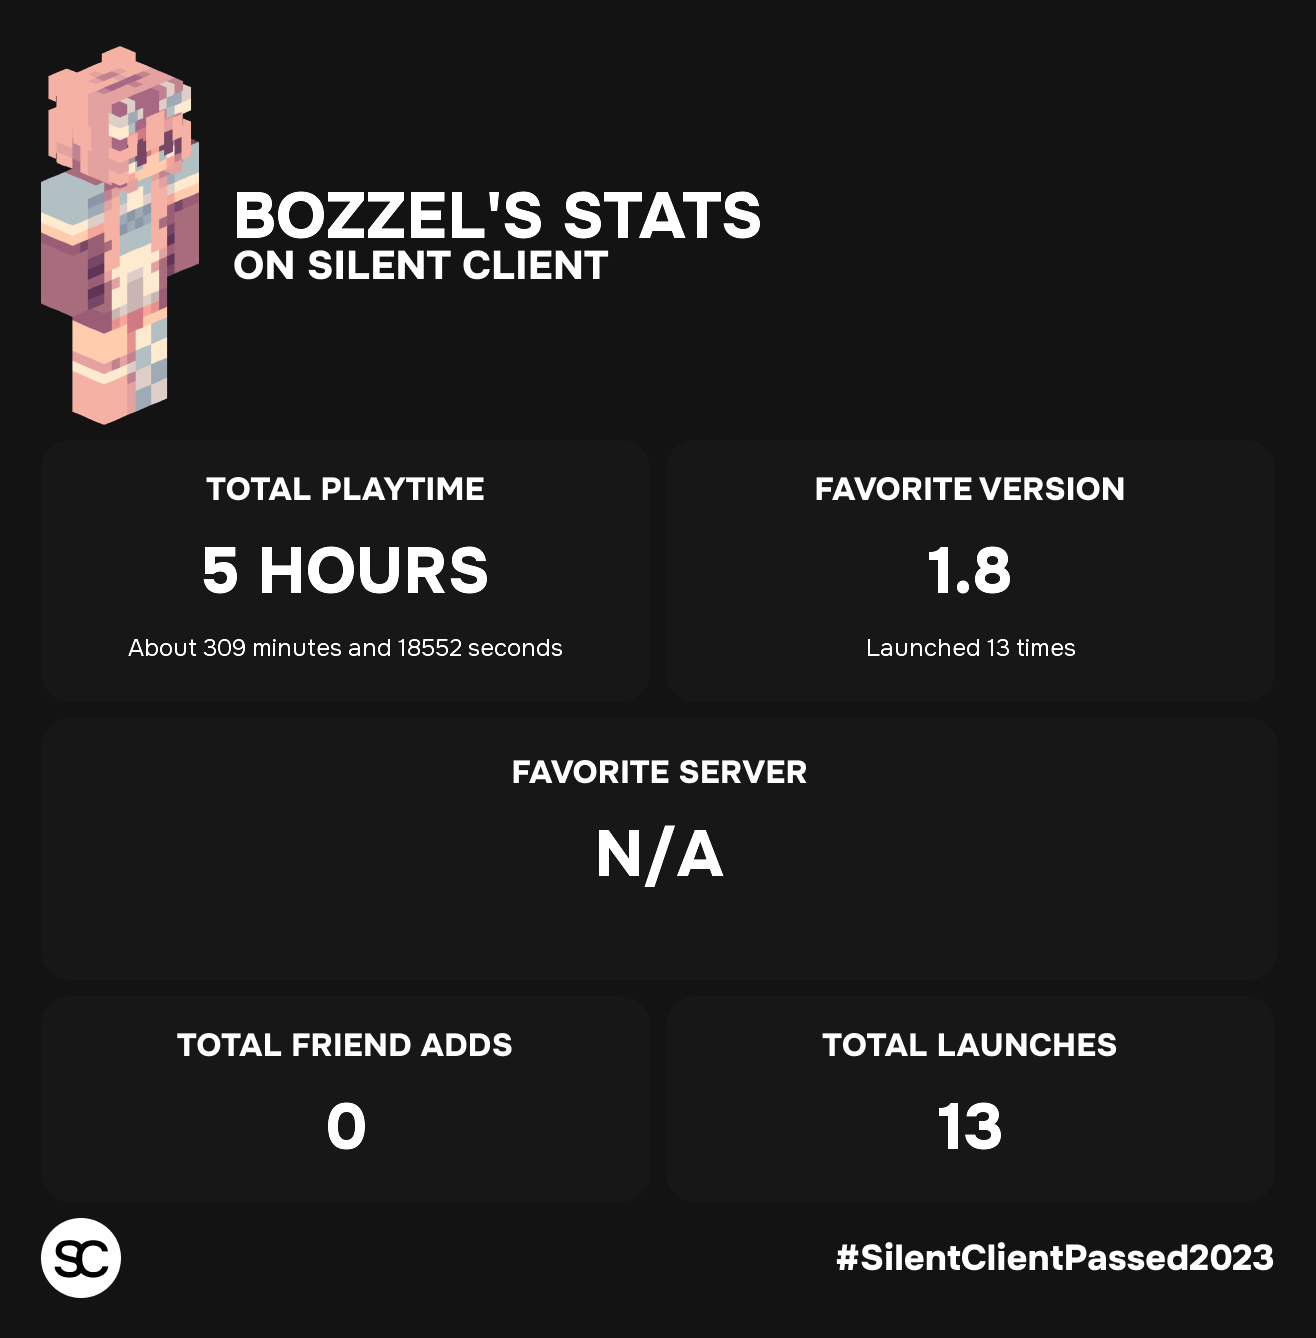 BOZZEL'S STATS
ON SILENT CLIENT
TOTAL PLAYTIME
5 HOURS
About 309 minutes and 18552 seconds
FAVORITE VERSION
1.8
Launched 13 times
FAVORITE SERVER
N/A
TOTAL FRIEND ADDS
0
TOTAL LAUNCHES
13
SC
#SilentClientPassed2023